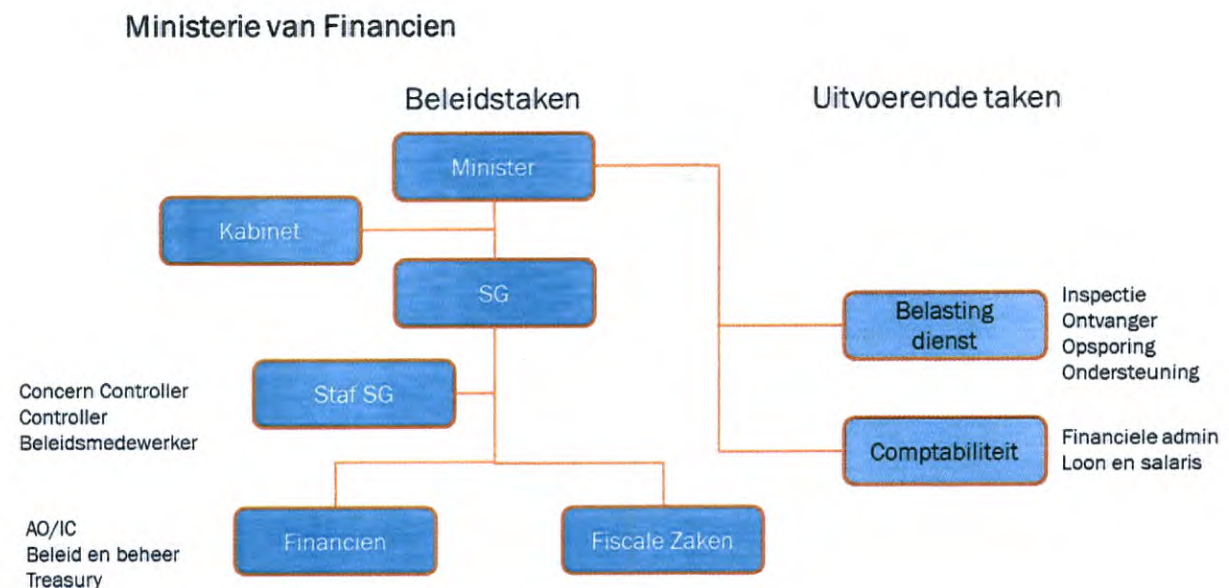 Ministerie van Financien
Beleidstaken
Uitvoerende taken
Minister
Kabinet
SG
Belasting
dienst
Inspectie
Ontvanger
Opsporing
Ondersteuning
Concern Controller
Controller
Beleidsmedewerker
Staf SG
Comptabiliteit
Financiele admin
Loon en salaris
AO/IC
Beleid en beheer
Treasury
Financien
Fiscale Zaken